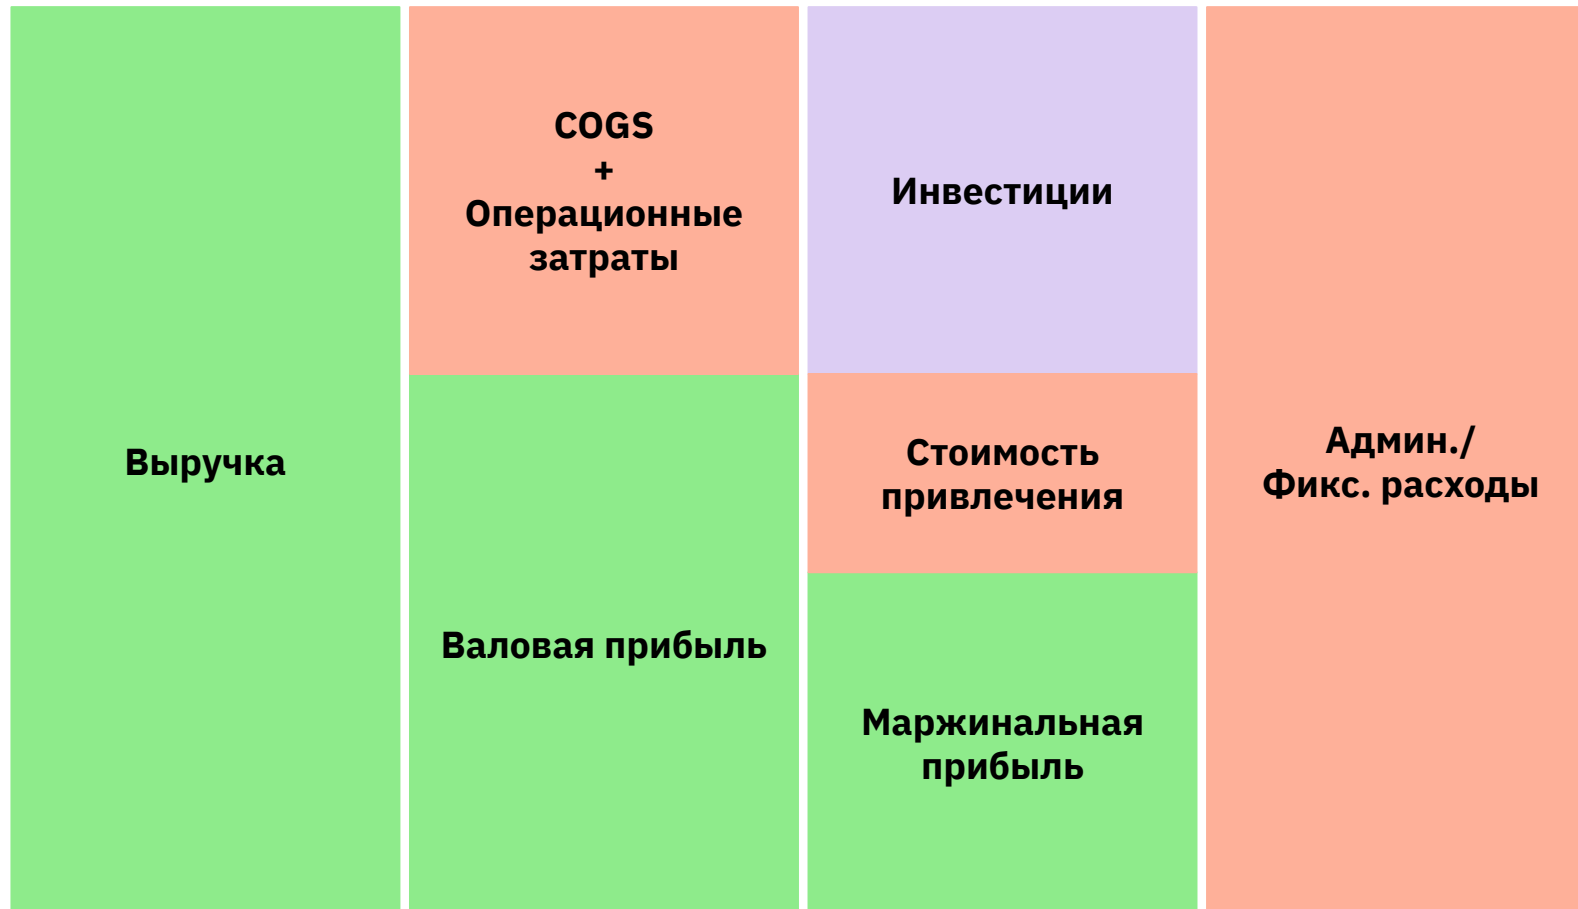 Выручка
COGS
+
Операционные
затраты
Валовая прибыль
Инвестиции
Стоимость
привлечения
Маржинальная
прибыль
Админ./
Фикс. расходы